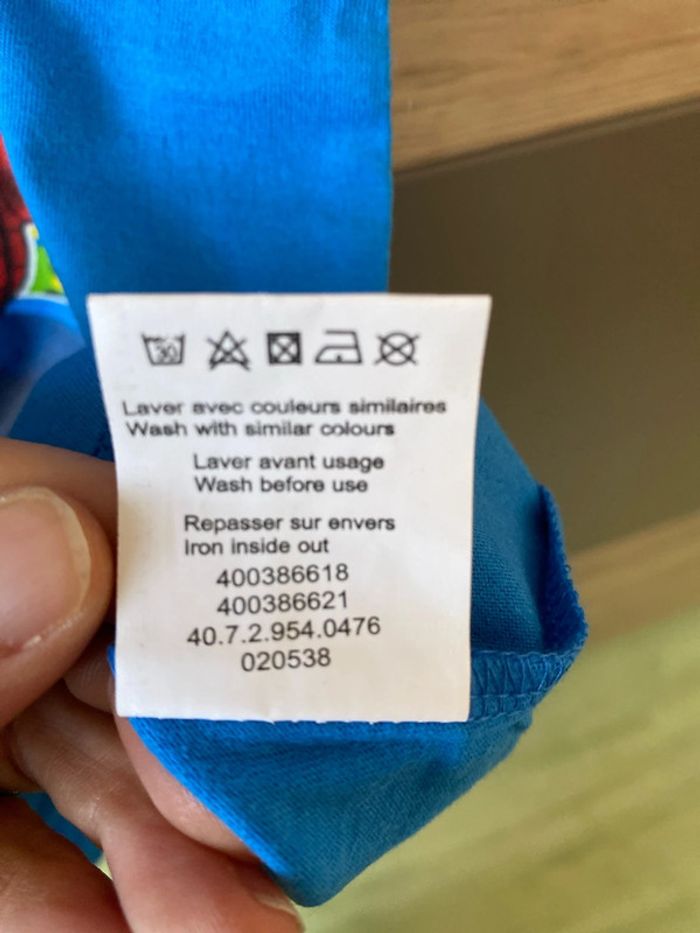 30
Laver avec couleurs similaires
Wash with similar colours
Laver avant usage
Wash before use
Repasser sur envers
Iron inside out
400386618
400386621
40.7.2.954.0476
020538